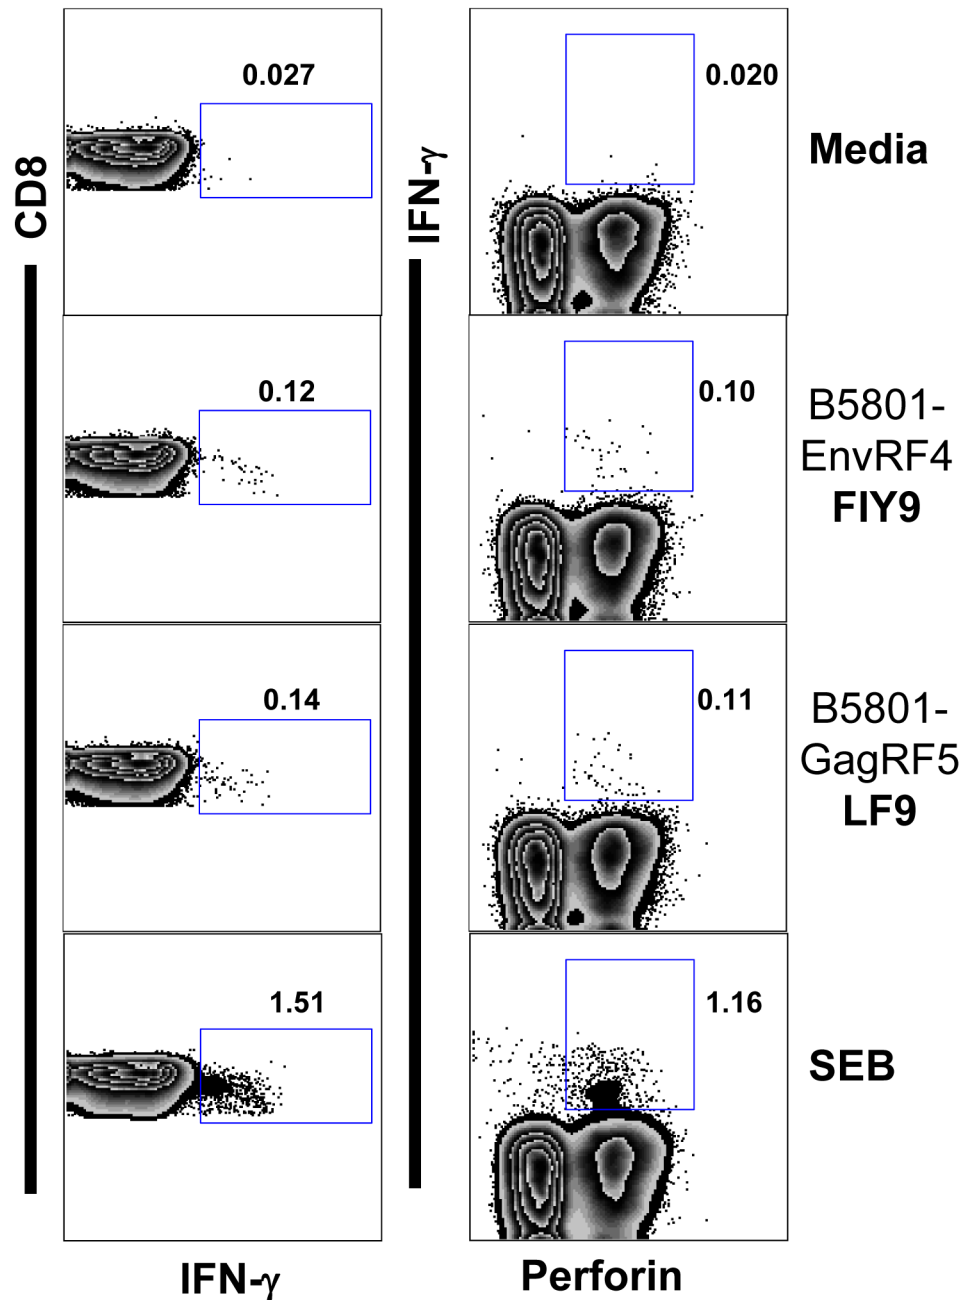 0.027
0.020
Media
CD8
IFN-γ
0.12
0.10
B5801-
EnvRF4
FIY9
0.14
0.11
B5801-
GagRF5
LF9
1.51
1.16
SEB
IFN-γ
Perforin